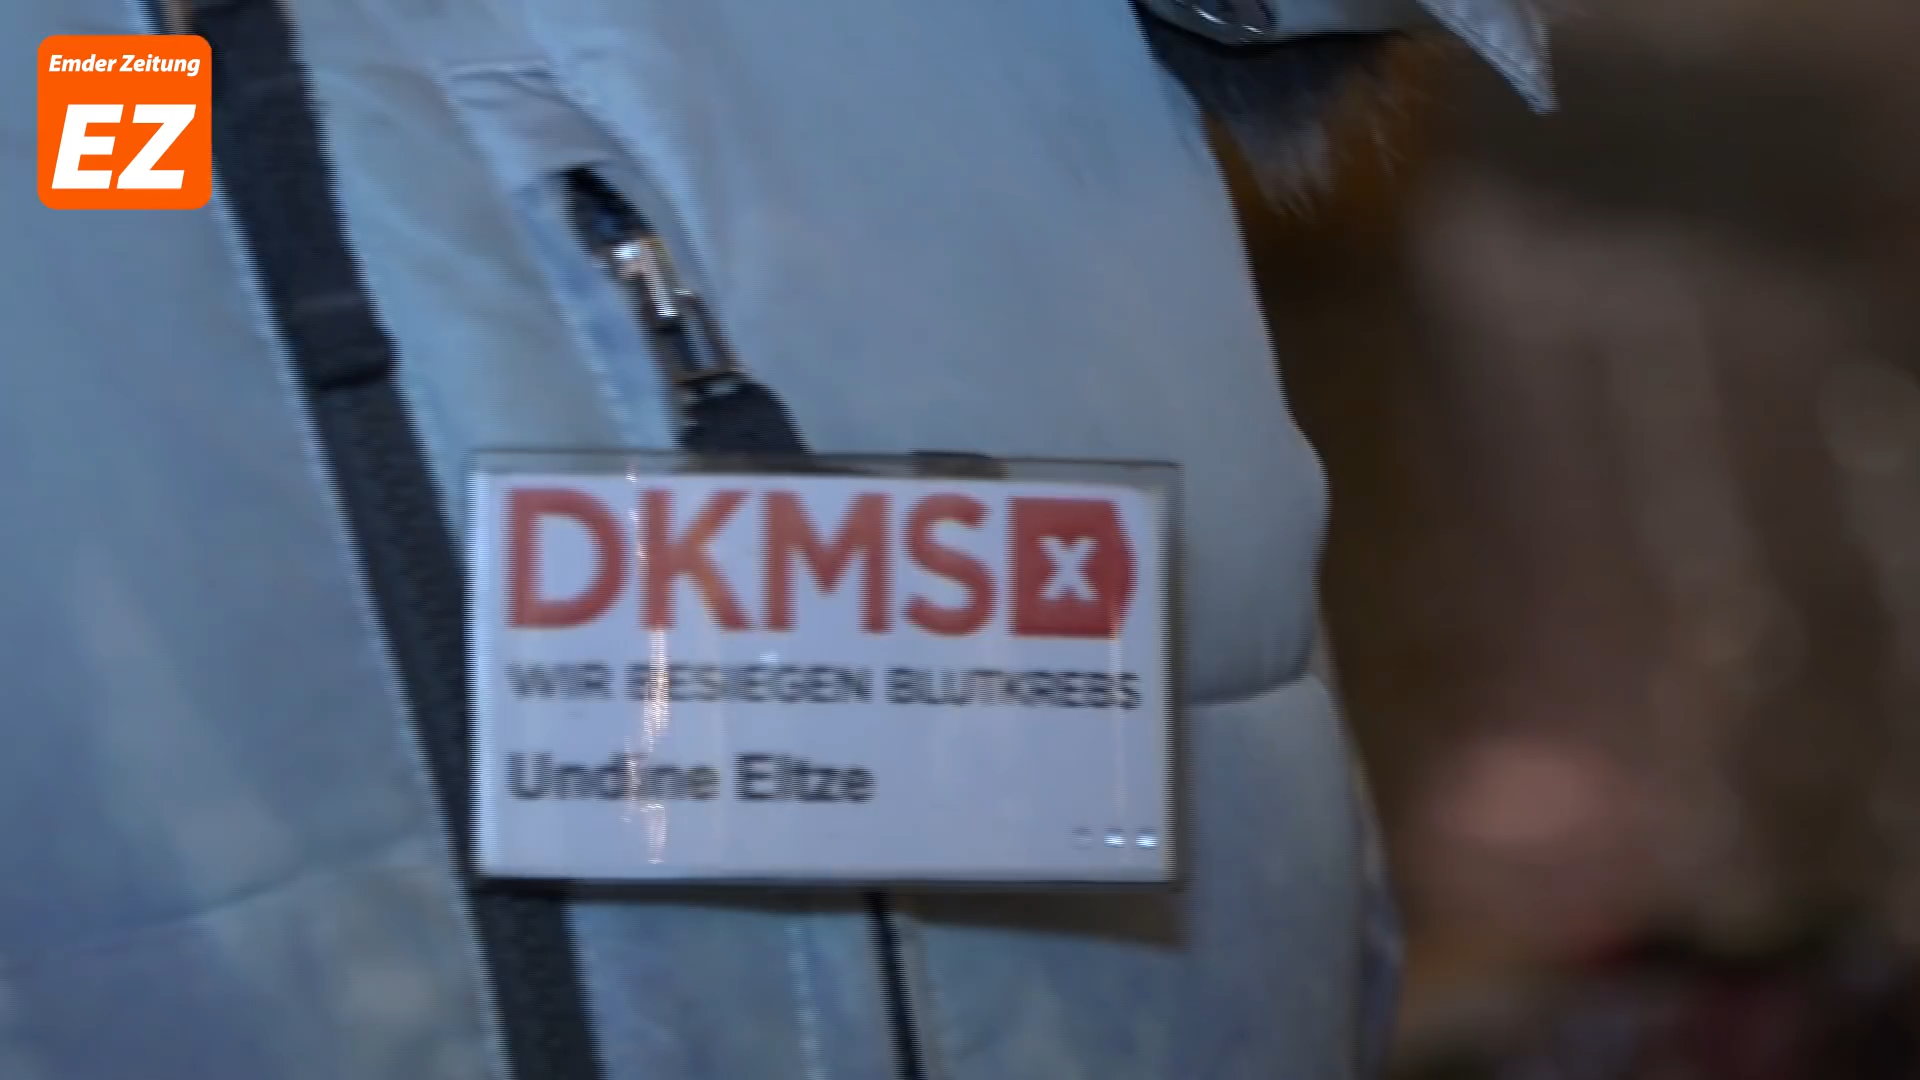 Emder Zeitung
EZ
DKMS x
WIR BESIEGEN BLUTKREBS
Undine Eltze